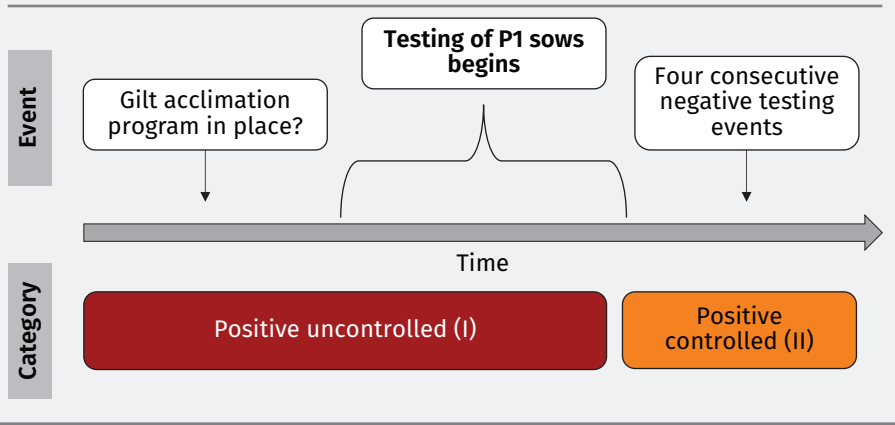 Event
Gilt acclimation
program in place?
Testing of P1 sows
begins
Four consecutive
negative testing
events
Time
Category
Positive uncontrolled (I)
Positive
controlled (II)